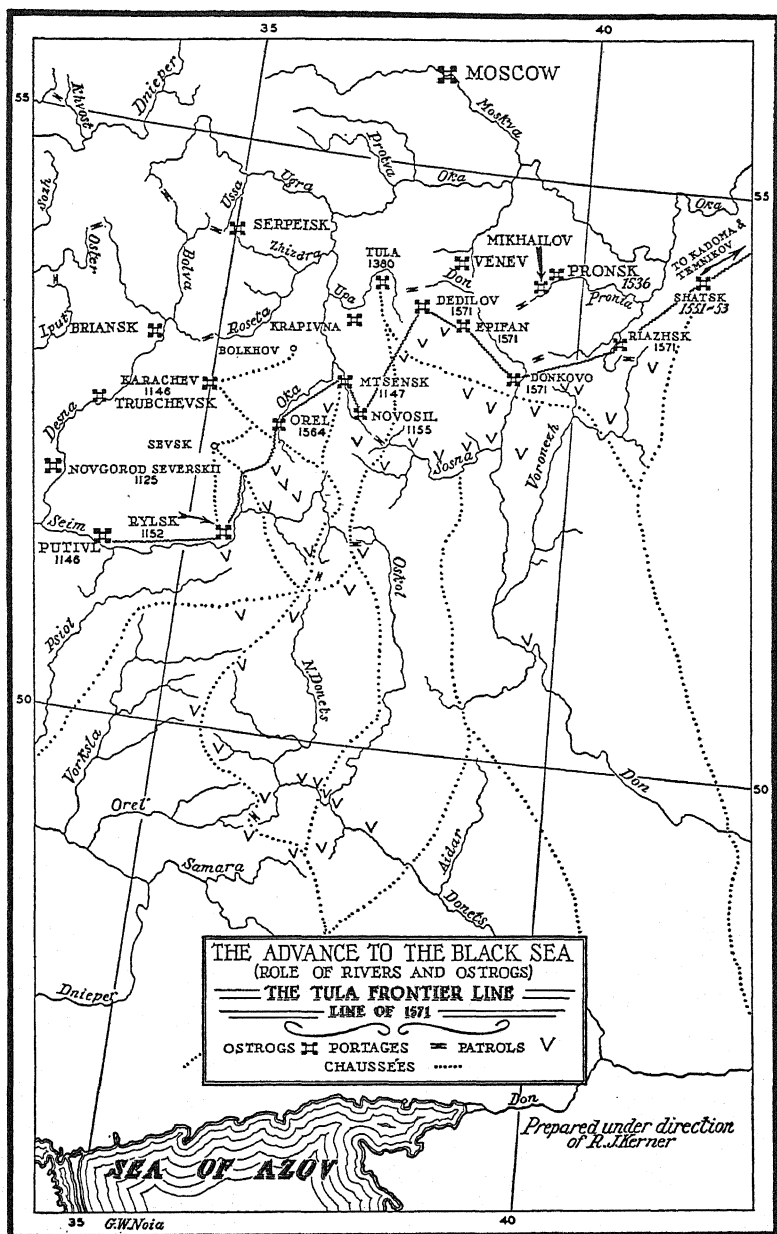 35
40
MOSCOW
55
Khvost
Dnieper
Moskva
Protva
Oka
Sozh
Ugra
Ussa
55
Oka
SERPEISK
TO KADOMA &
TEMNIKOV
Oster
Bolva
Zhizdra
TULA
1380
VENEV
MIKHAILOV
PRONSK
1536
Don
Pronia
SHATSK
1551-53
Iput
BRIANSK
Roseta
Upa
KRAPIVNA
DEDILOV
1571
EPIFAN
1571
RIAZHSK
1571
BOLKHOV
KARACHEV
1146
TRUBCHEVSK
Oka
MTSENSK
1147
DONKOVO
1571
Desna
OREL
1564
NOVOSIL
1155
SEVSK
Sosna
Voronezh
NOVGOROD SEVERSKII
1125
Seim
RYLSK
1152
PUTIVL
1146
Oskol
Psiol
N. Donets
50
Vorksla
Don
50
Orel
Aidar
Samara
Donets
Dnieper
THE ADVANCE TO THE BLACK SEA
(ROLE OF RIVERS AND OSTROGS)
THE TULA FRONTIER LINE
LINE OF 1571
OSTROGS PORTAGES PATROLS
CHAUSSÉES
Don
Prepared under direction
of R.J.Kerner
SEA OF AZOV
35
G.W.Noia
40